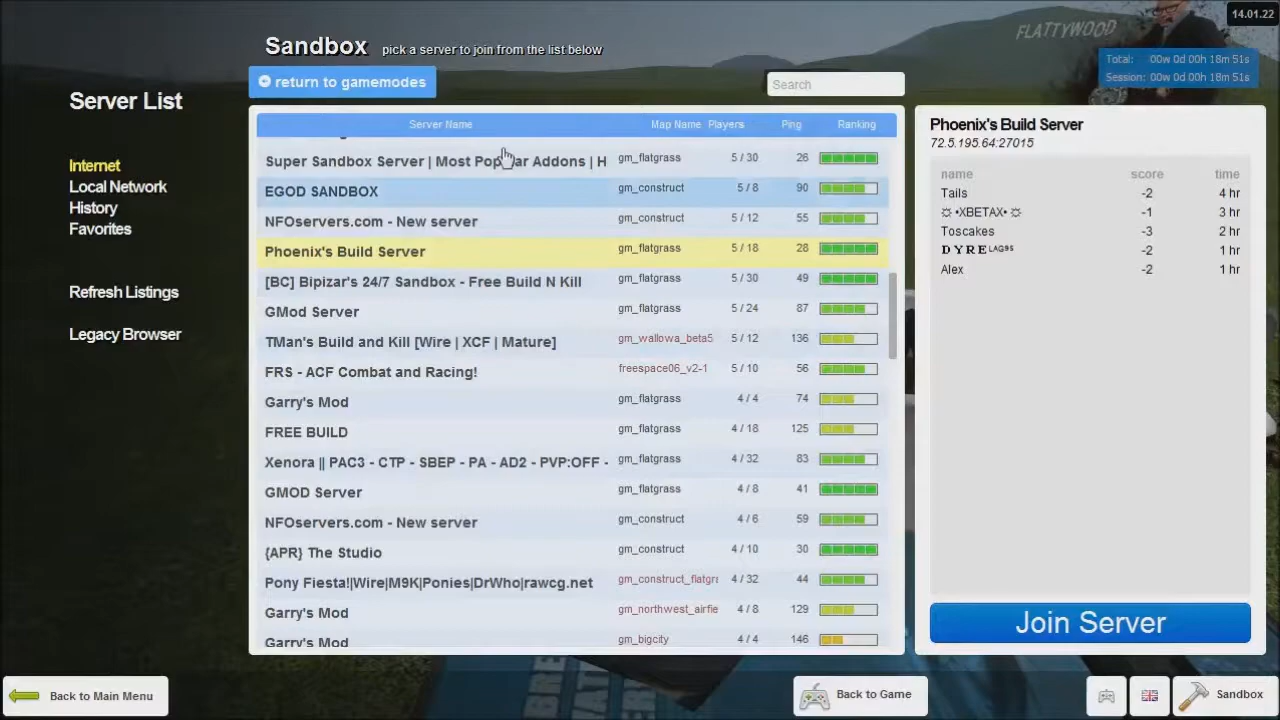 FLATTYWOOD
14.01.22
Sandbox pick a server to join from the list below
Total: 00w 0d 00h 18m 51s
Session: 00w 0d 00h 18m 51s
return to gamemodes
Search
Server List
Internet
Local Network
History
Favorites
Refresh Listings
Legacy Browser
Server Name Map Name Players Ping Ranking
Super Sandbox Server | Most Popular Addons | H gm_flatgrass 5 / 30 26
EGOD SANDBOX gm_construct 5 / 8 90
NFOservers.com - New server gm_construct 5 / 12 55
Phoenix's Build Server gm_flatgrass 5 / 18 28
[BC] Bipizar's 24/7 Sandbox - Free Build N Kill gm_flatgrass 5 / 30 49
GMod Server gm_flatgrass 5 / 24 87
TMan's Build and Kill [Wire | XCF | Mature] gm_wallowa_beta5 5 / 12 136
FRS - ACF Combat and Racing! freespace06_v2-1 5 / 10 56
Garry's Mod gm_flatgrass 4 / 4 74
FREE BUILD gm_flatgrass 4 / 18 125
Xenora || PAC3 - CTP - SBEP - PA - AD2 - PVP:OFF - gm_flatgrass 4 / 32 83
GMOD Server gm_flatgrass 4 / 8 41
NFOservers.com - New server gm_construct 4 / 6 59
{APR} The Studio gm_construct 4 / 10 30
Pony Fiesta!|Wire|M9K|Ponies|DrWho|rawcg.net gm_construct_flatgr 4 / 32 44
Garry's Mod gm_northwest_airfie 4 / 8 129
Garry's Mod gm_bigcity 4 / 4 146
Phoenix's Build Server
72.5.195.64:27015
name score time
Tails -2 4 hr
☼•XBETAX•☼ -1 3 hr
Toscakes -3 2 hr
𝐃𝐘𝐑𝐄ᴸᴬᴳ⁹⁵ -2 1 hr
Alex -2 1 hr
Join Server
Back to Main Menu
Back to Game
Sandbox